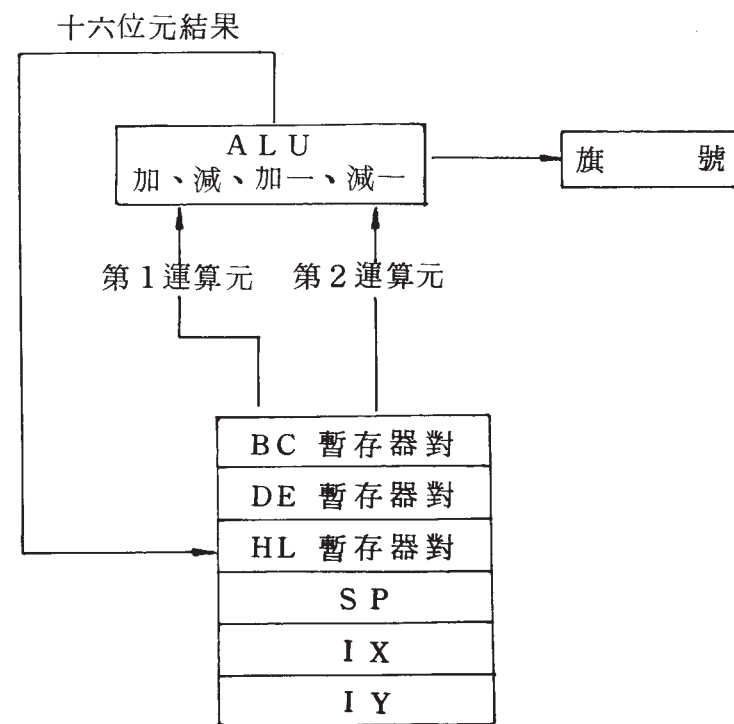 十六位元結果
ALU
加、減、加一、減一
旗 號
第1運算元 第2運算元
BC 暫存器對
DE 暫存器對
HL 暫存器對
SP
IX
IY